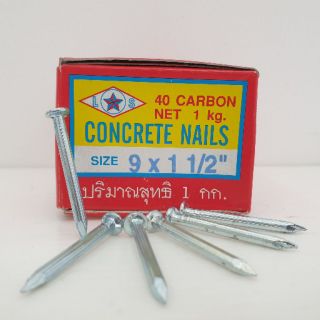 L S
40 CARBON
NET 1 kg.
CONCRETE NAILS
SIZE 9 x 1 1/2"
ปริมาณสุทธิ 1 กก.